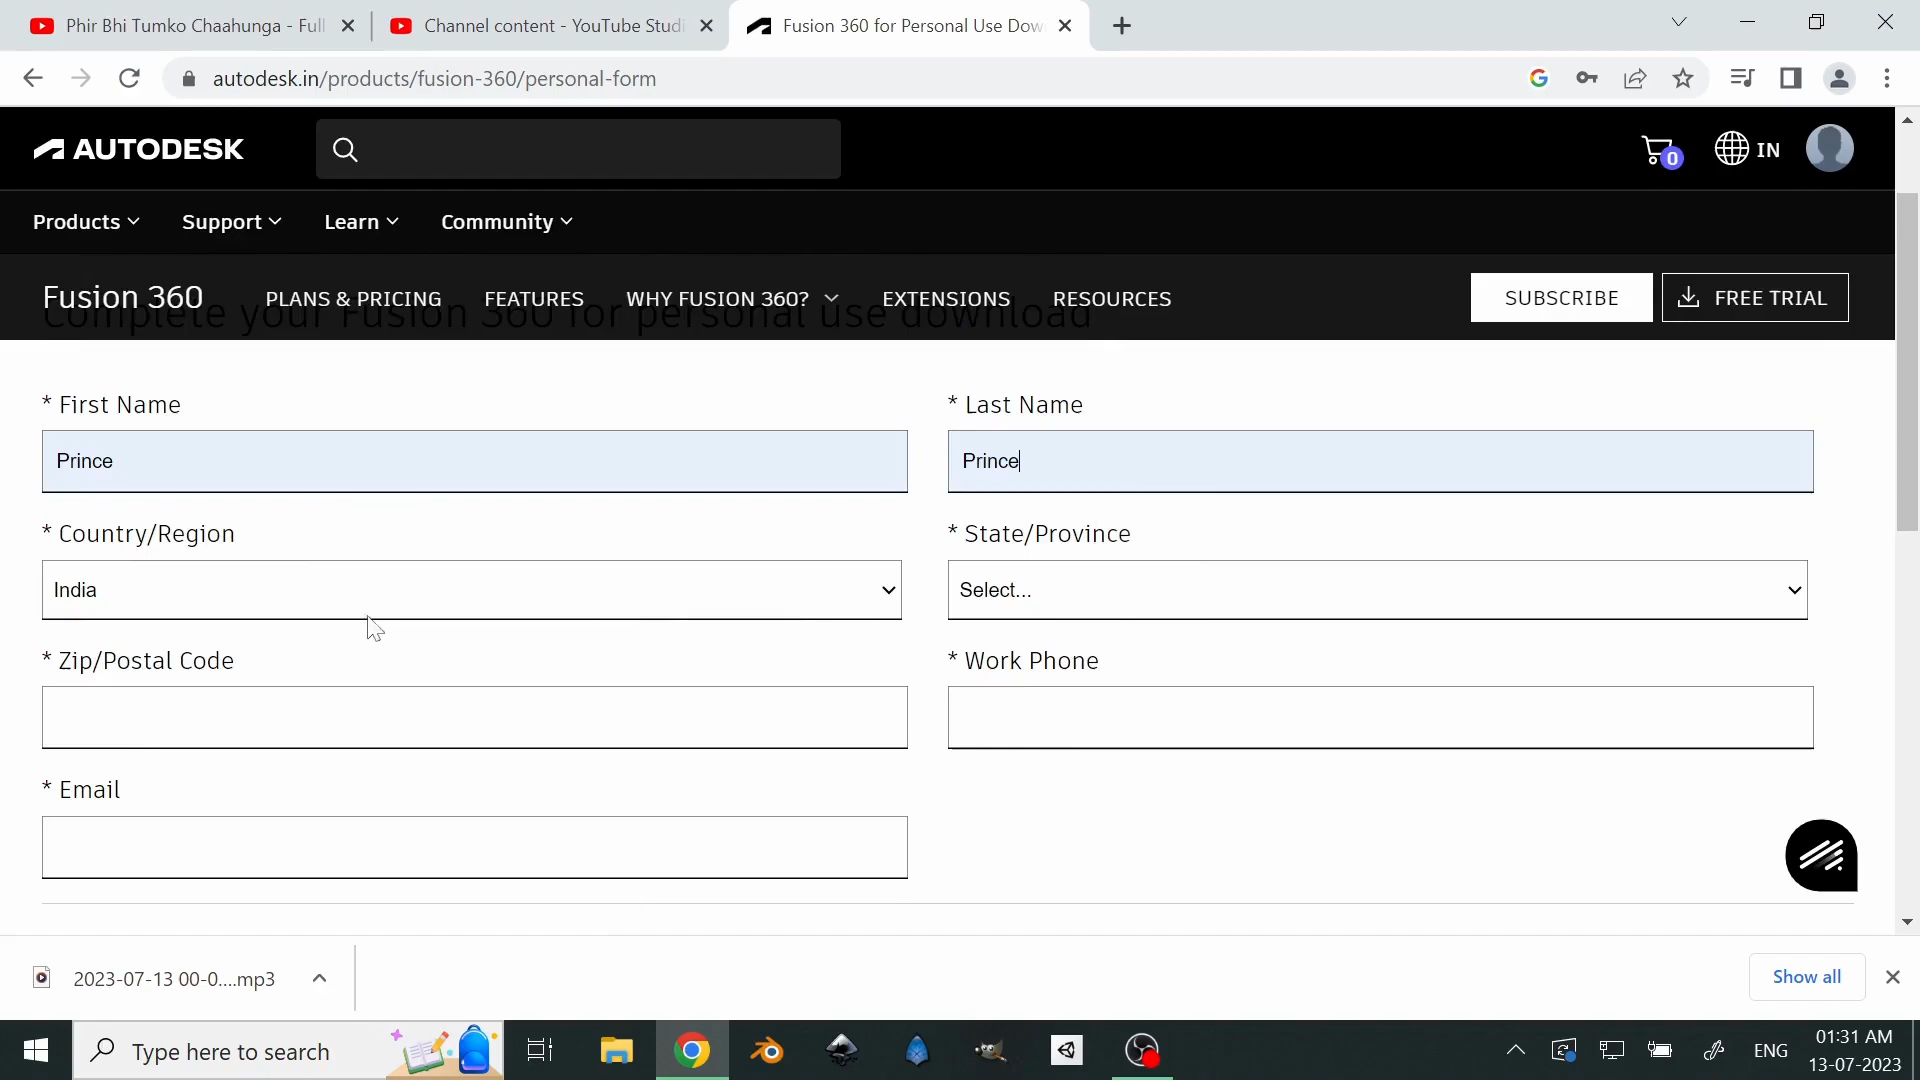 Phir Bhi Tumko Chaahunga - Full
Channel content - YouTube Studi
Fusion 360 for Personal Use Dow
autodesk.in/products/fusion-360/personal-form
AUTODESK
0
IN
Products
Support
Learn
Community
Fusion 360
PLANS & PRICING
FEATURES
WHY FUSION 360?
EXTENSIONS
RESOURCES
SUBSCRIBE
FREE TRIAL
Complete your Fusion 360 for personal use download
* First Name
* Last Name
Prince
Prince
* Country/Region
* State/Province
India
Select...
* Zip/Postal Code
* Work Phone
* Email
2023-07-13 00-0....mp3
Show all
Type here to search
ENG
01:31 AM
13-07-2023